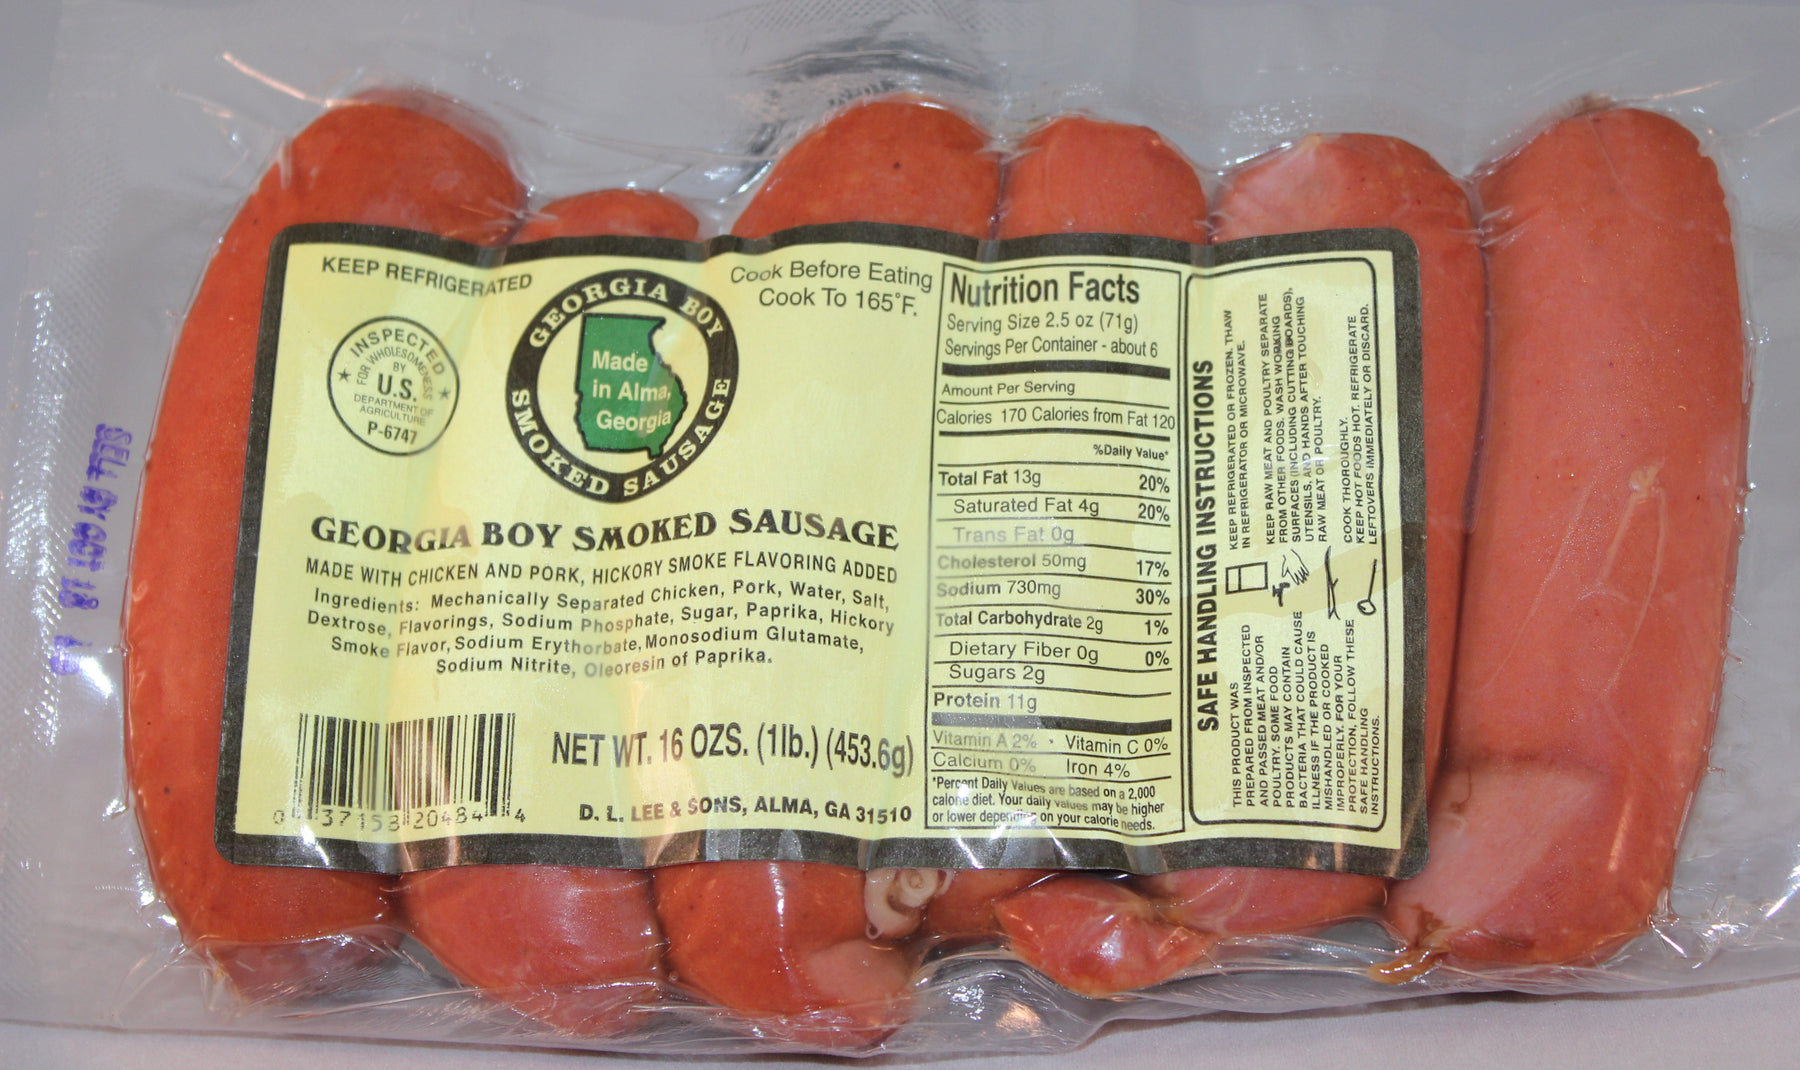 KEEP REFRIGERATED
INSPECTED
FOR WHOLESOMENESS
BY
U.S.
DEPARTMENT OF
AGRICULTURE
P-6747
GEORGIA BOY
SMOKED SAUSAGE
Made
in Alma,
Georgia
Cook Before Eating
Cook To 165°F.
GEORGIA BOY SMOKED SAUSAGE
MADE WITH CHICKEN AND PORK, HICKORY SMOKE FLAVORING ADDED
Ingredients: Mechanically Separated Chicken, Pork, Water, Salt,
Dextrose, Flavorings, Sodium Phosphate, Sugar, Paprika, Hickory
Smoke Flavor, Sodium Erythorbate, Monosodium Glutamate,
Sodium Nitrite, Oleoresin of Paprika.
NET WT. 16 OZS. (1lb.) (453.6g)
D. L. LEE & SONS, ALMA, GA 31510
0 37158 20484 4
Nutrition Facts
Serving Size 2.5 oz (71g)
Servings Per Container - about 6
Amount Per Serving
Calories 170 Calories from Fat 120
%Daily Value*
Total Fat 13g 20%
Saturated Fat 4g 20%
Trans Fat 0g
Cholesterol 50mg 17%
Sodium 730mg 30%
Total Carbohydrate 2g 1%
Dietary Fiber 0g 0%
Sugars 2g
Protein 11g
Vitamin A 2% • Vitamin C 0%
Calcium 0% Iron 4%
*Percent Daily Values are based on a 2,000
calorie diet. Your daily values may be higher
or lower depending on your calorie needs.
SAFE HANDLING INSTRUCTIONS
THIS PRODUCT WAS
PREPARED FROM INSPECTED
AND PASSED MEAT AND/OR
POULTRY. SOME FOOD
PRODUCTS MAY CONTAIN
BACTERIA THAT COULD CAUSE
ILLNESS IF THE PRODUCT IS
MISHANDLED OR COOKED
IMPROPERLY. FOR YOUR
PROTECTION, FOLLOW THESE
SAFE HANDLING
INSTRUCTIONS.
KEEP REFRIGERATED OR FROZEN. THAW
IN REFRIGERATOR OR MICROWAVE.
KEEP RAW MEAT AND POULTRY SEPARATE
FROM OTHER FOODS. WASH WORKING
SURFACES (INCLUDING CUTTING BOARDS),
UTENSILS, AND HANDS AFTER TOUCHING
RAW MEAT OR POULTRY.
COOK THOROUGHLY.
KEEP HOT FOODS HOT. REFRIGERATE
LEFTOVERS IMMEDIATELY OR DISCARD.
SELL BY